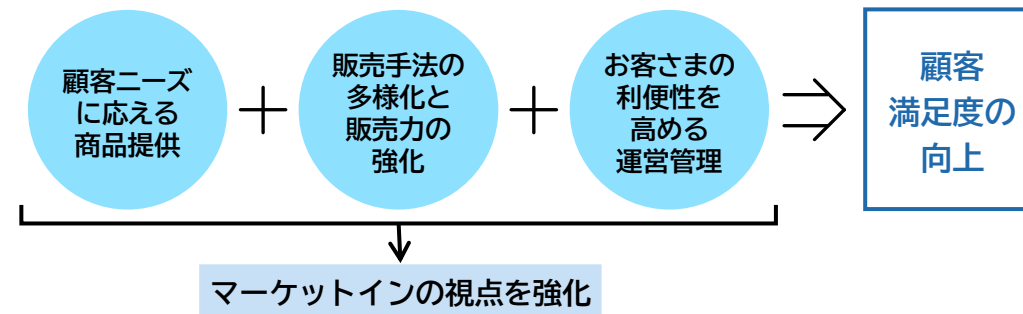 顧客ニーズ
に応える
商品提供
販売手法の
多様化と
販売力の
強化
お客さまの
利便性を
高める
運営管理
顧客
満足度の
向上
マーケットインの視点を強化